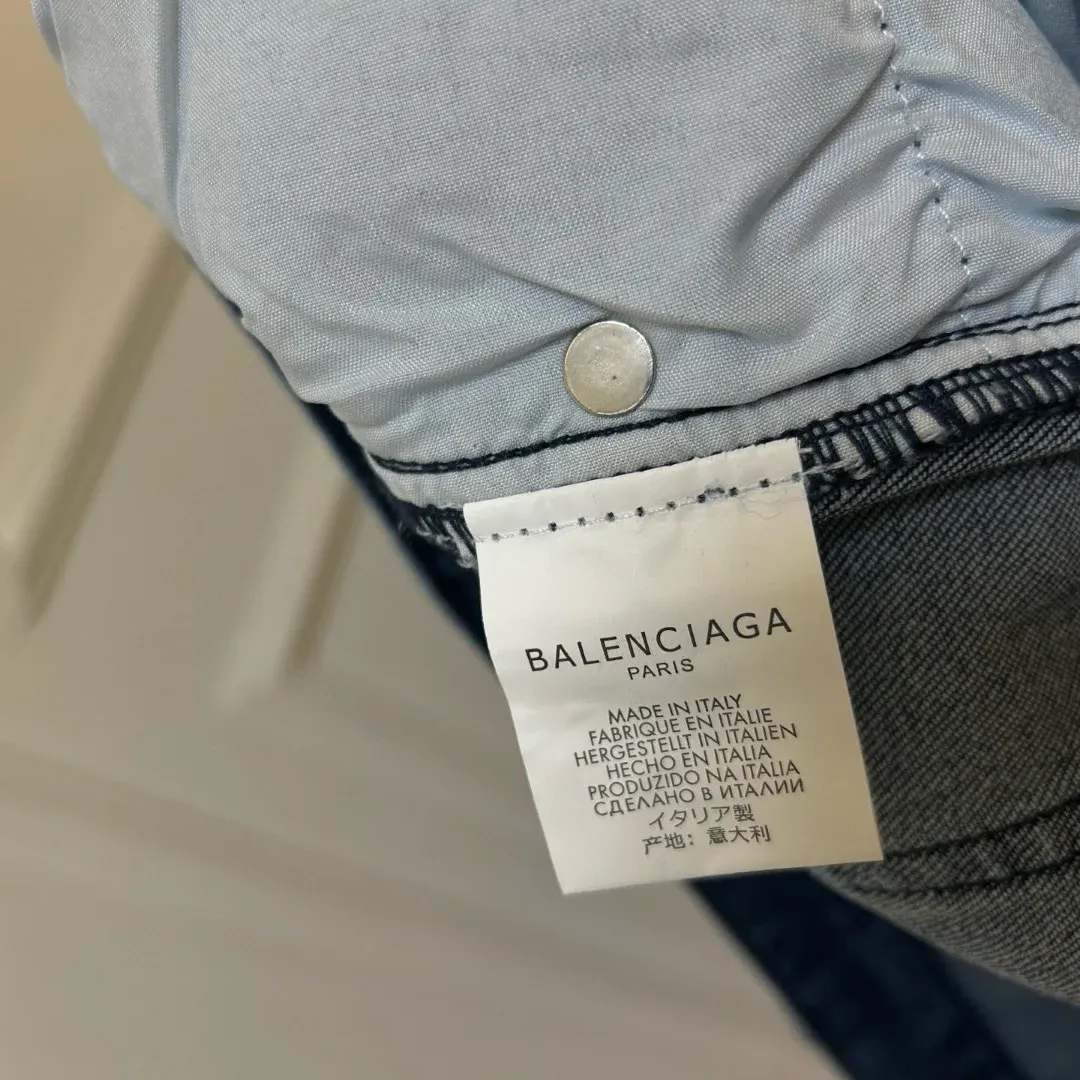 BALENCIAGA
PARIS
MADE IN ITALY
FABRIQUE EN ITALIE
HERGESTELLT IN ITALIEN
HECHO EN ITALIA
PRODUZIDO NA ITALIA
СДЕЛАНО В ИТАЛИИ
イタリア製
产地：意大利